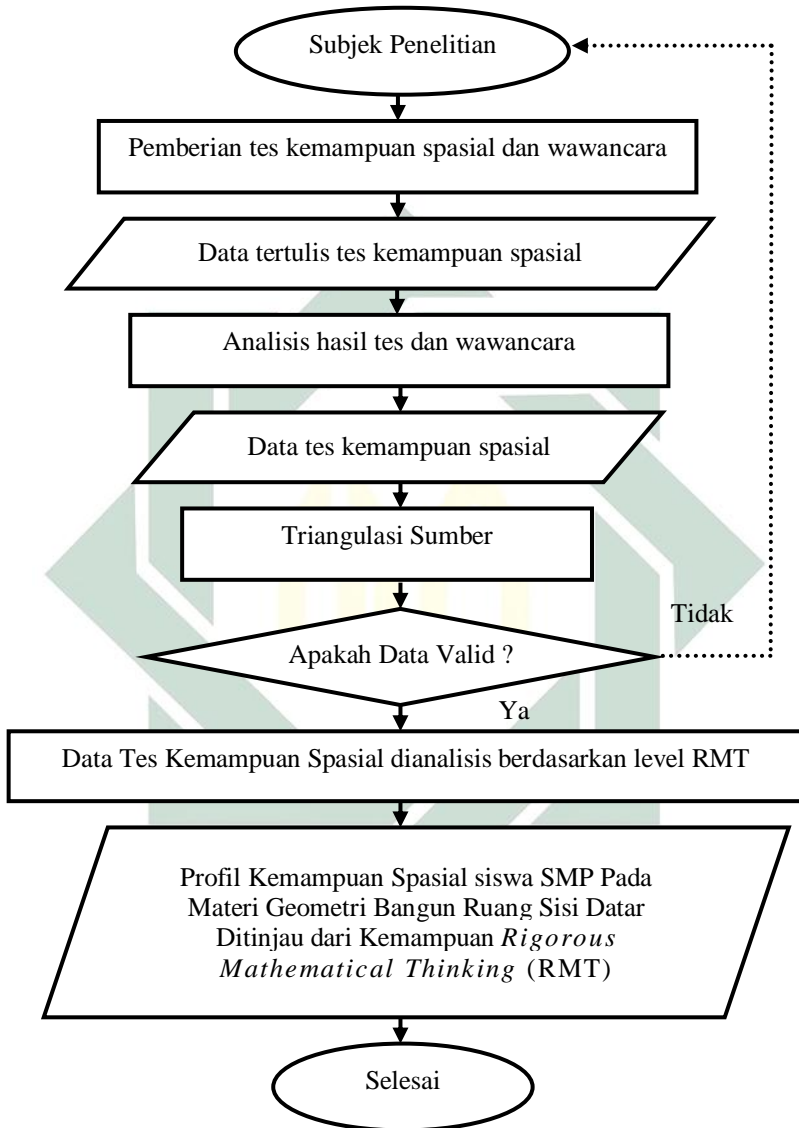 Subjek Penelitian
Pemberian tes kemampuan spasial dan wawancara
Data tertulis tes kemampuan spasial
Analisis hasil tes dan wawancara
Data tes kemampuan spasial
Triangulasi Sumber
Tidak
Apakah Data Valid ?
Ya
Data Tes Kemampuan Spasial dianalisis berdasarkan level RMT
Profil Kemampuan Spasial siswa SMP Pada
Materi Geometri Bangun Ruang Sisi Datar
Ditinjau dari Kemampuan Rigorous
Mathematical Thinking (RMT)
Selesai